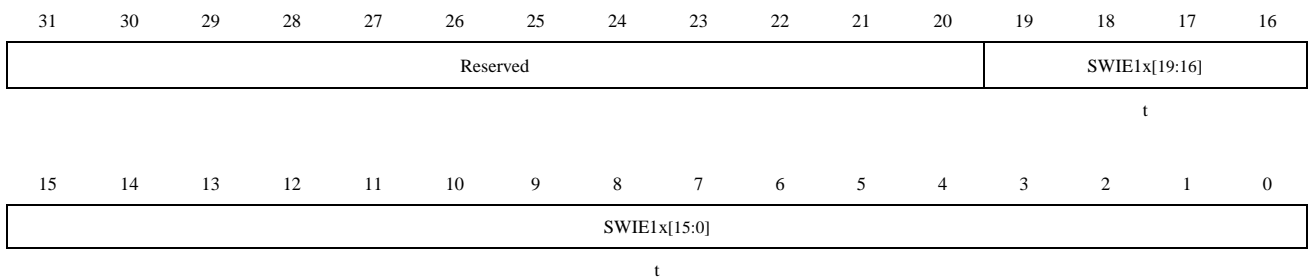 31 30 29 28 27 26 25 24 23 22 21 20 19 18 17 16
Reserved SWIE1x[19:16]
t
15 14 13 12 11 10 9 8 7 6 5 4 3 2 1 0
SWIE1x[15:0]
t